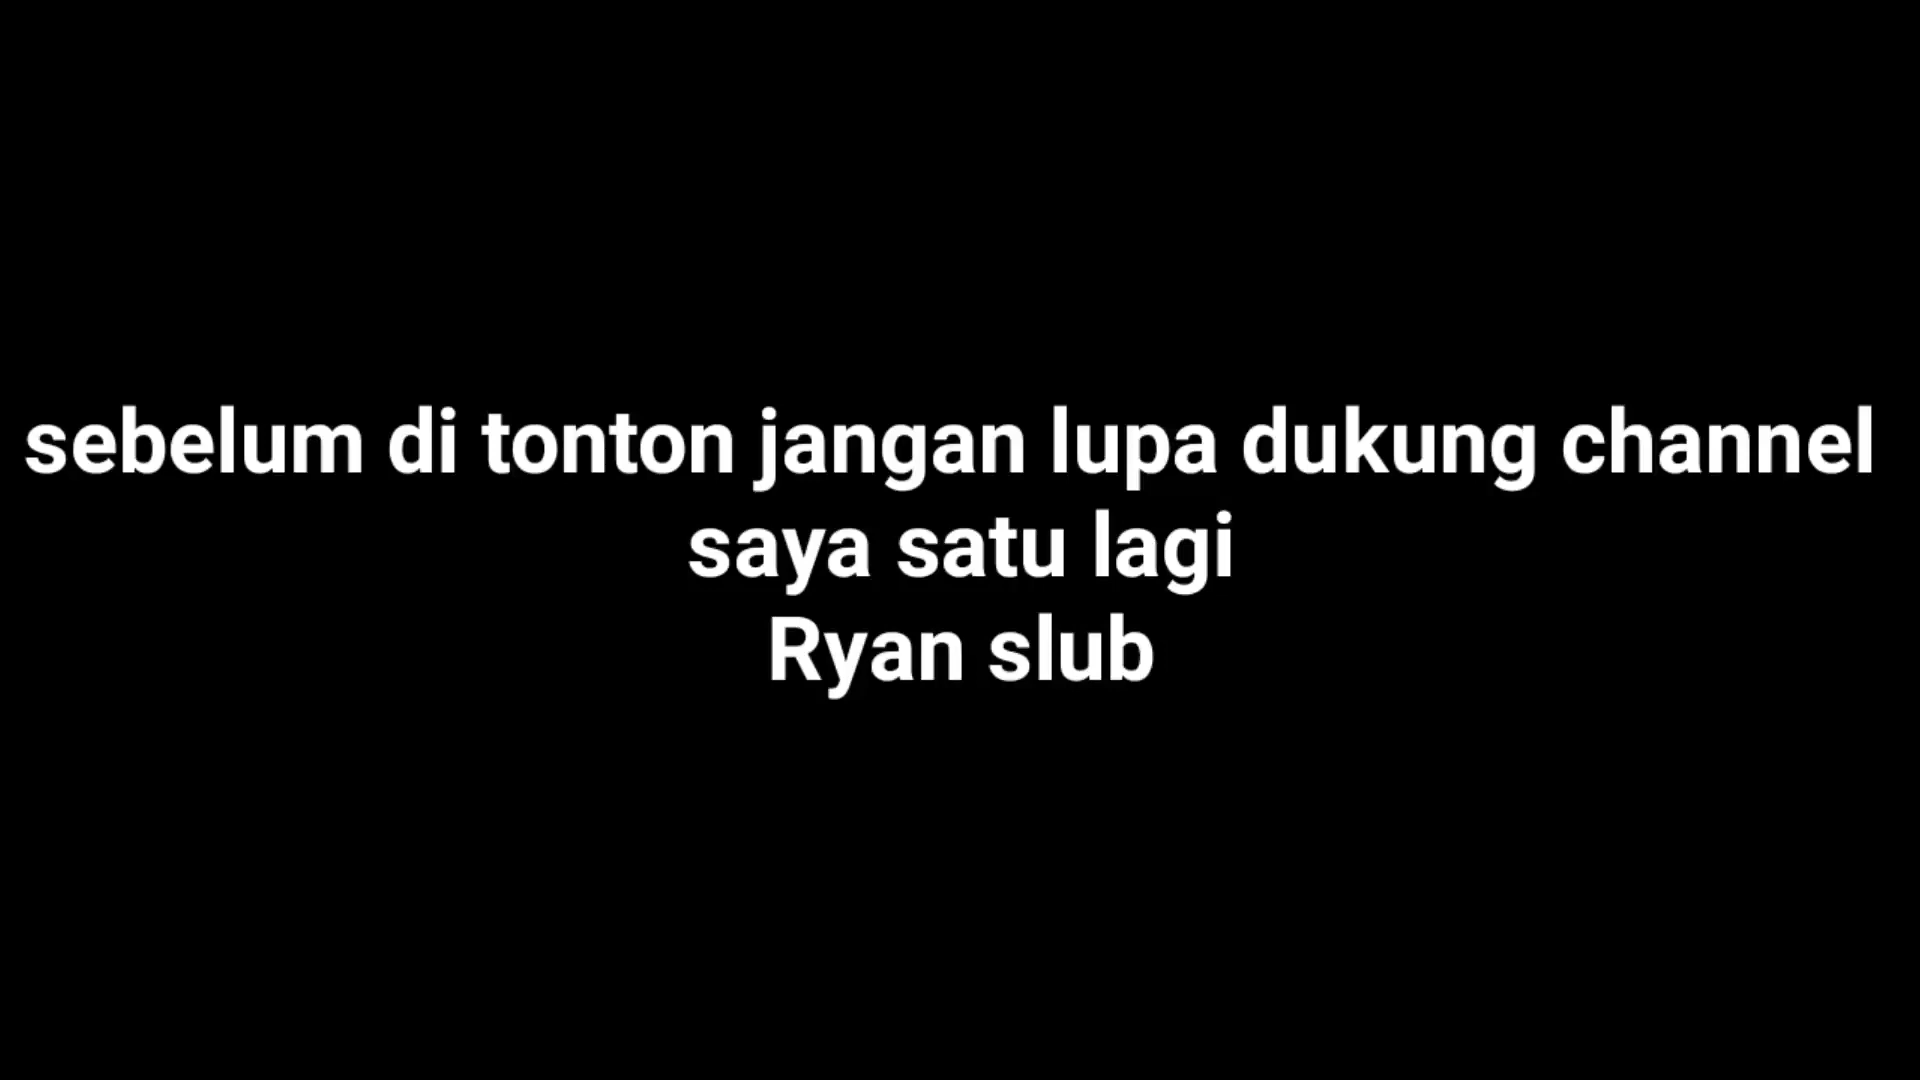 sebelum di tonton jangan lupa dukung channel
saya satu lagi
Ryan slub